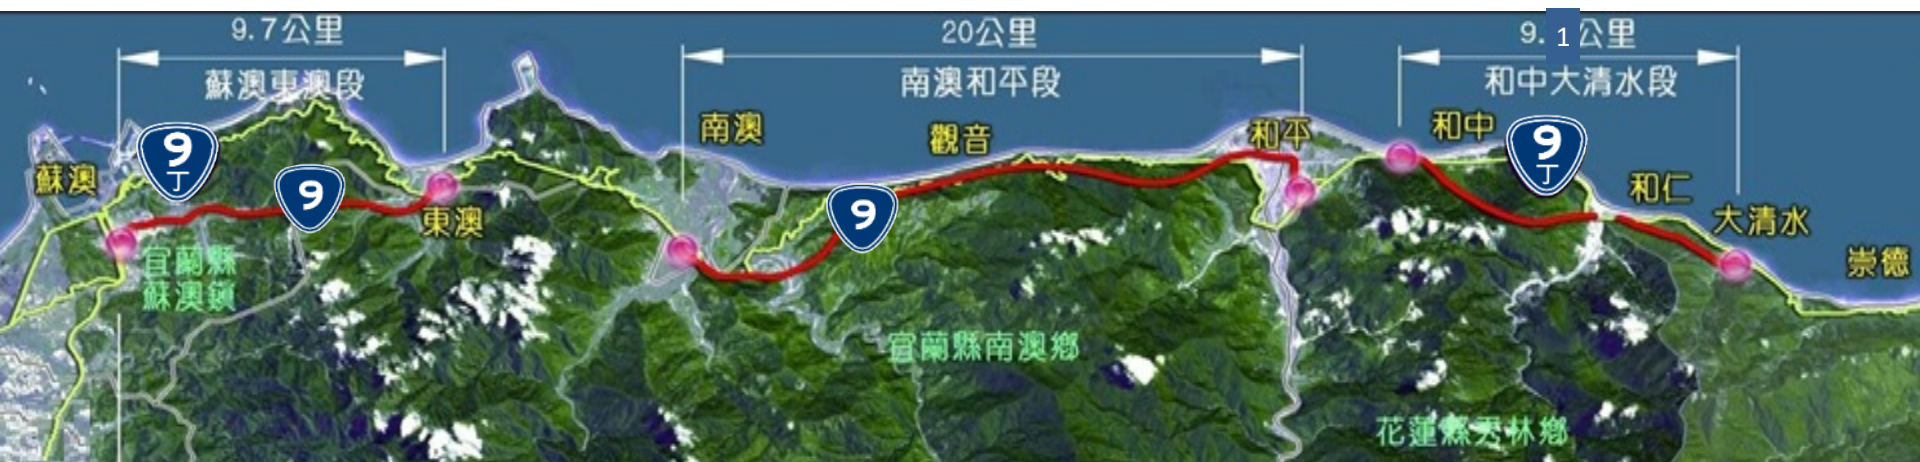 9.7公里
蘇澳東澳段
20公里
南澳和平段
9.1公里
和中大清水段
蘇澳
9
丁
9
東澳
宜蘭縣
蘇澳鎮
南澳
觀音
9
和平
和中
9
丁
和仁
大清水
崇德
宜蘭縣南澳鄉
花蓮縣秀林鄉